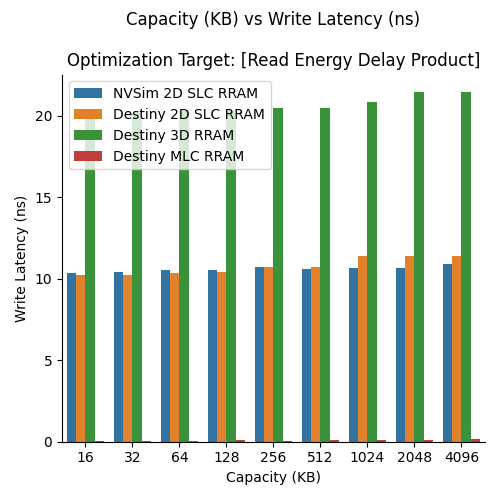 Capacity (KB) vs Write Latency (ns)
Optimization Target: [Read Energy Delay Product]
NVSim 2D SLC RRAM
Destiny 2D SLC RRAM
Destiny 3D RRAM
Destiny MLC RRAM
20
15
10
5
0
Write Latency (ns)
16 32 64 128 256 512 1024 2048 4096
Capacity (KB)